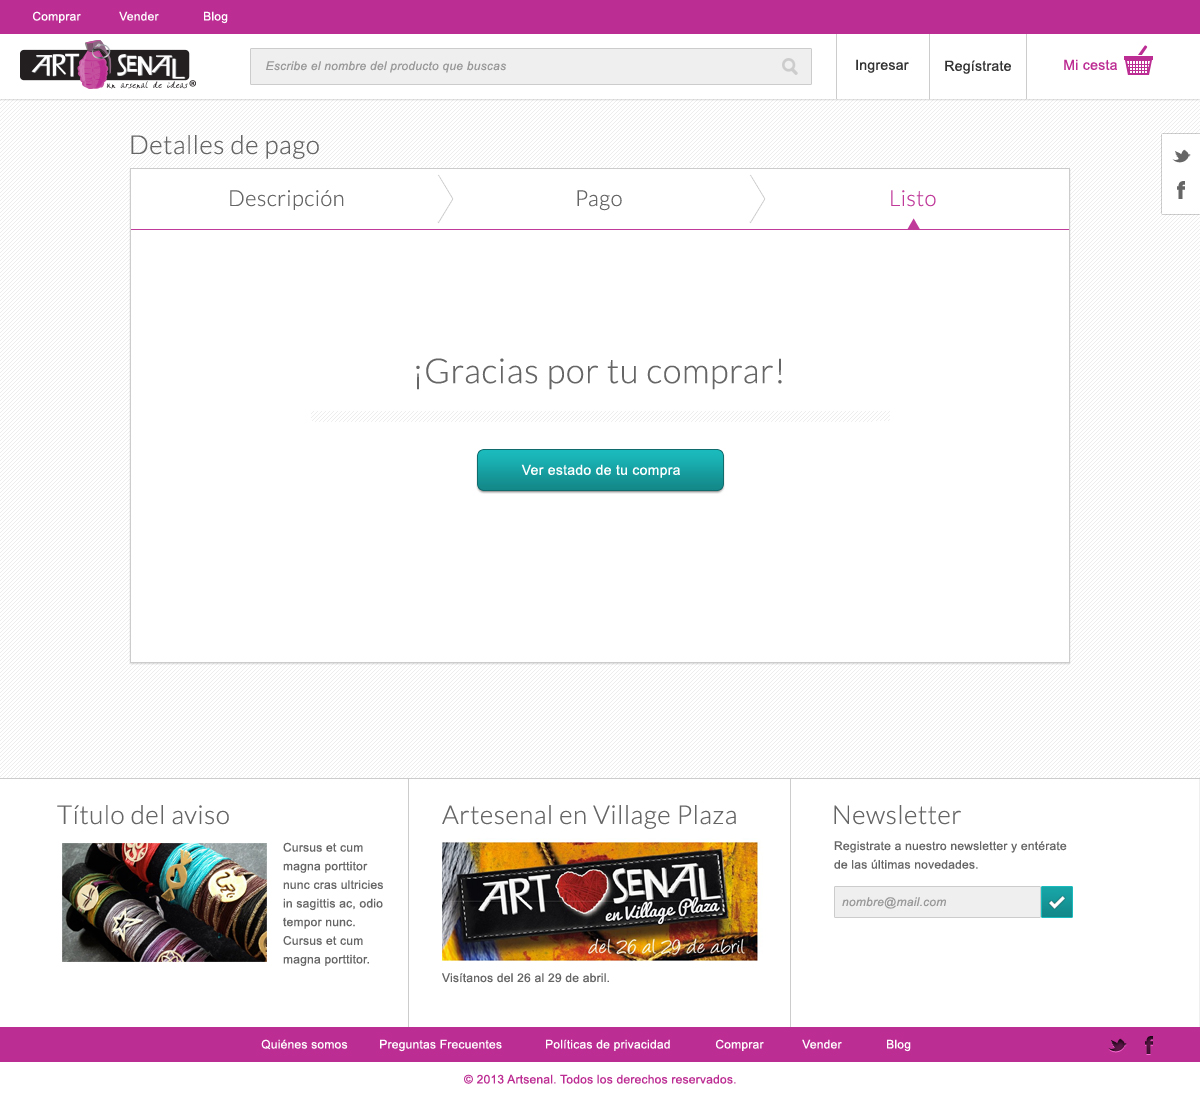 Comprar
Vender
Blog
ART SENAL
un arsenal de ideas®
Escribe el nombre del producto que buscas
Ingresar
Regístrate
Mi cesta
Detalles de pago
Descripción
Pago
Listo
¡Gracias por tu comprar!
Ver estado de tu compra
Título del aviso
Cursus et cum
magna porttitor
nunc cras ultricies
in sagittis ac, odio
tempor nunc.
Cursus et cum
magna porttitor.
Artesenal en Village Plaza
ART SENAL
en Village Plaza
del 26 al 29 de abril
Visítanos del 26 al 29 de abril.
Newsletter
Registrate a nuestro newsletter y entérate
de las últimas novedades.
nombre@mail.com
Quiénes somos
Preguntas Frecuentes
Políticas de privacidad
Comprar
Vender
Blog
© 2013 Artsenal. Todos los derechos reservados.